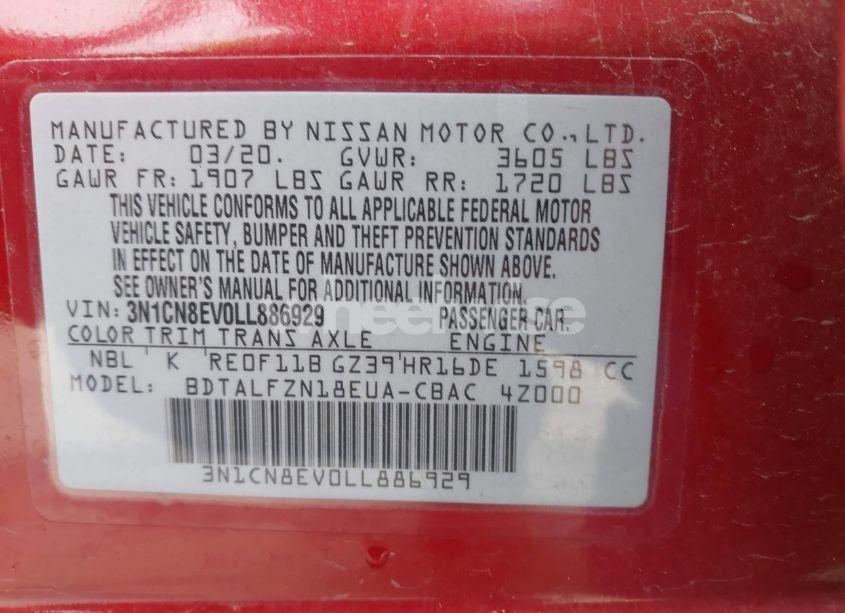 MANUFACTURED BY NISSAN MOTOR CO., LTD.
DATE: 03/20. GVWR: 3605 LBS
GAWR FR: 1907 LBS GAWR RR: 1720 LBS
THIS VEHICLE CONFORMS TO ALL APPLICABLE FEDERAL MOTOR
VEHICLE SAFETY, BUMPER AND THEFT PREVENTION STANDARDS
IN EFFECT ON THE DATE OF MANUFACTURE SHOWN ABOVE.
SEE OWNER'S MANUAL FOR ADDITIONAL INFORMATION.
VIN: 3N1CN8EV0LL886929 PASSENGER CAR.
COLOR TRIM TRANS AXLE ENGINE
NBL K RE0F11B GZ39 HR16DE 1598 CC
MODEL: BDTALFZN18EUA-CBAC 4Z000
3N1CN8EV0LL886929